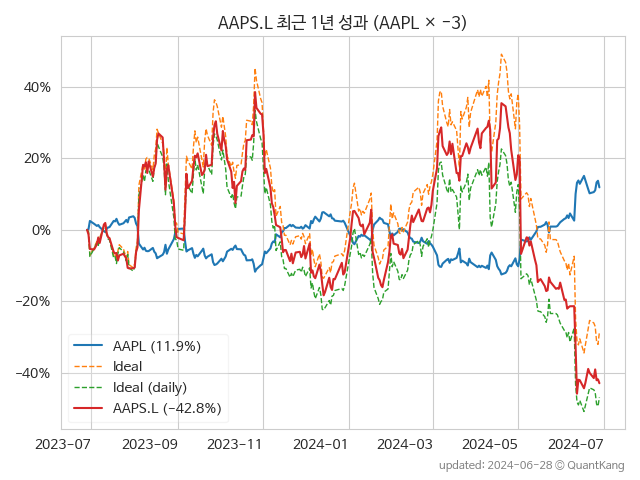 AAPS.L 최근 1년 성과 (AAPL × −3)
40%
20%
0%
−20%
−40%
AAPL (11.9%)
Ideal
Ideal (daily)
AAPS.L (−42.8%)
2023-07 2023-09 2023-11 2024-01 2024-03 2024-05 2024-07
updated: 2024-06-28 © QuantKang